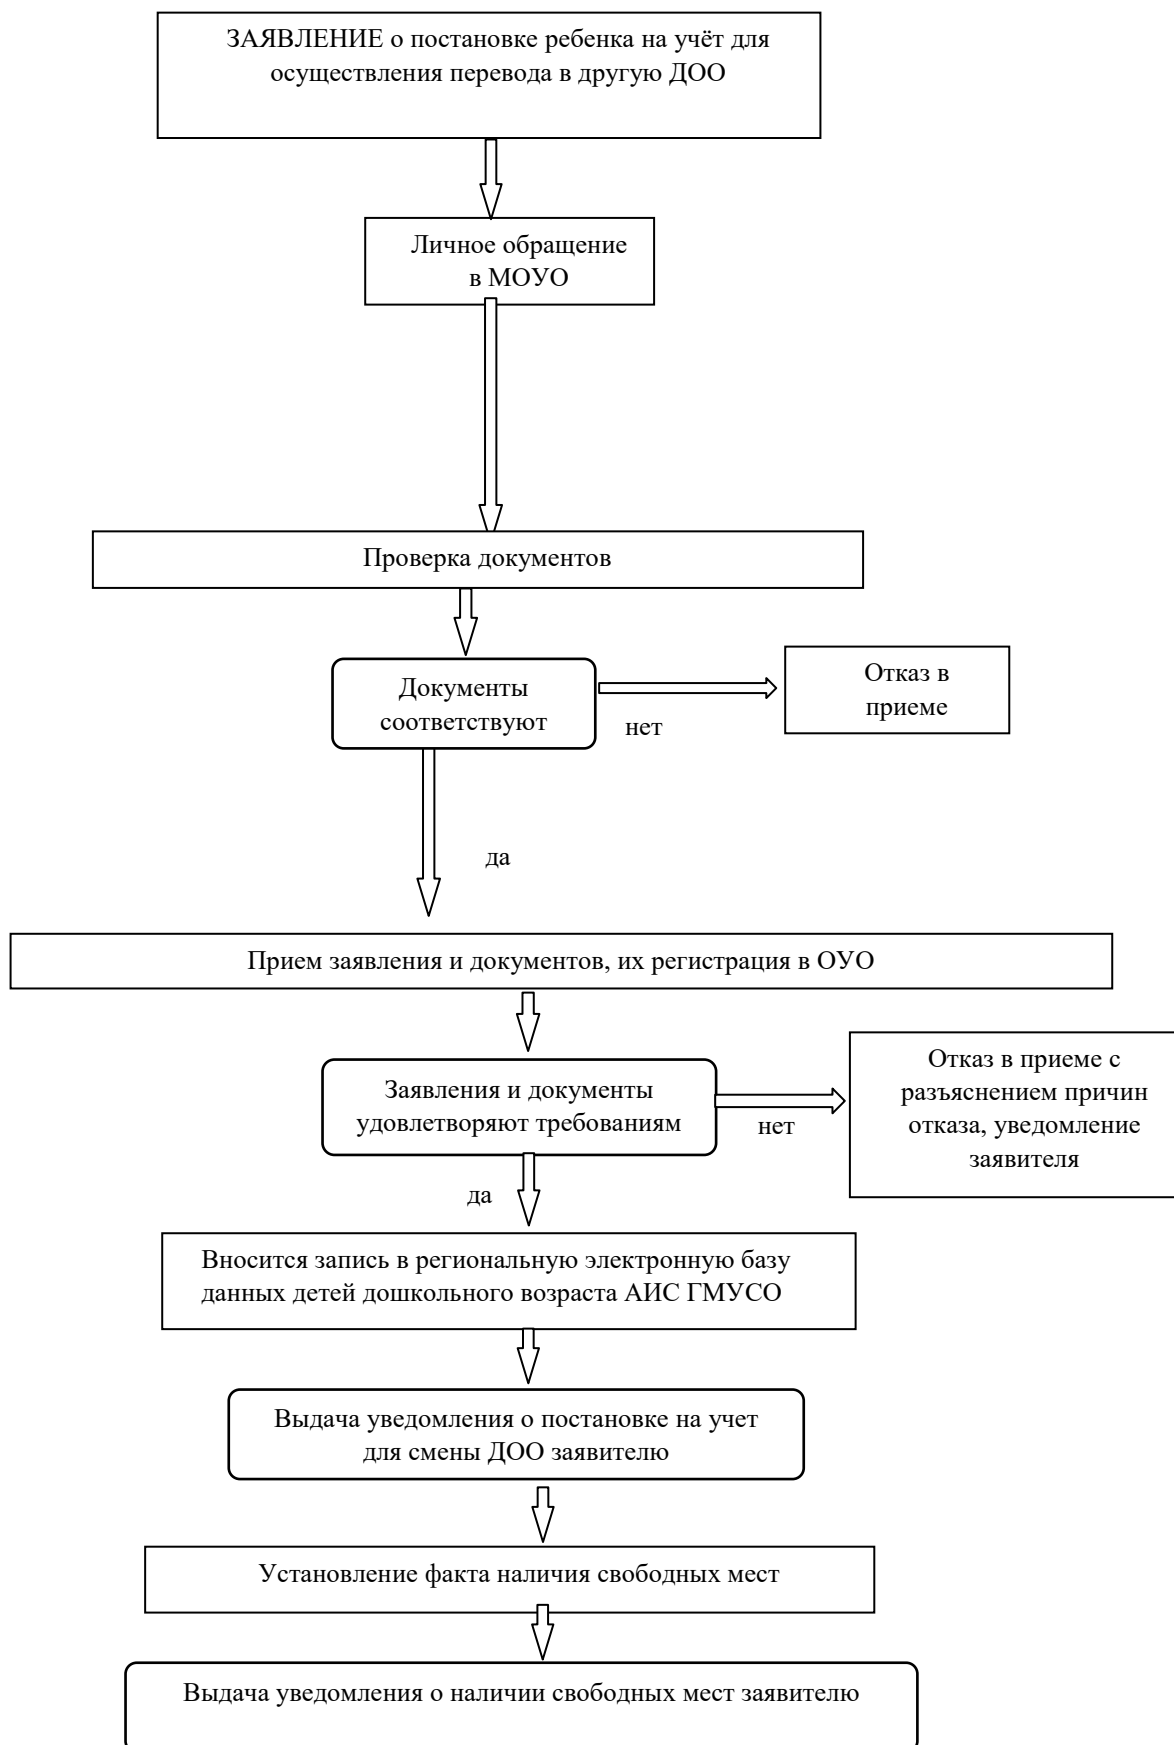 ЗАЯВЛЕНИЕ о постановке ребенка на учёт для
осуществления перевода в другую ДОО
Личное обращение
в МОУО
Проверка документов
Документы
соответствуют
нет
Отказ в
приеме
да
Прием заявления и документов, их регистрация в ОУО
Заявления и документы
удовлетворяют требованиям
нет
Отказ в приеме с
разъяснением причин
отказа, уведомление
заявителя
да
Вносится запись в региональную электронную базу
данных детей дошкольного возраста АИС ГМУСО
Выдача уведомления о постановке на учет
для смены ДОО заявителю
Установление факта наличия свободных мест
Выдача уведомления о наличии свободных мест заявителю